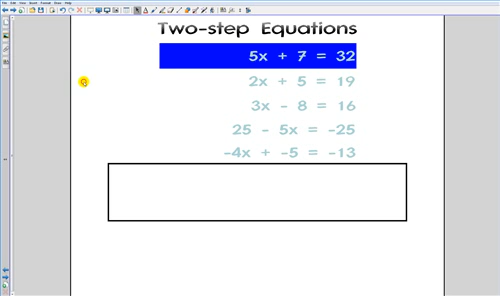 Two-step Equations
5x + 7 = 32
2x + 5 = 19
3x - 8 = 16
25 - 5x = -25
-4x + -5 = -13